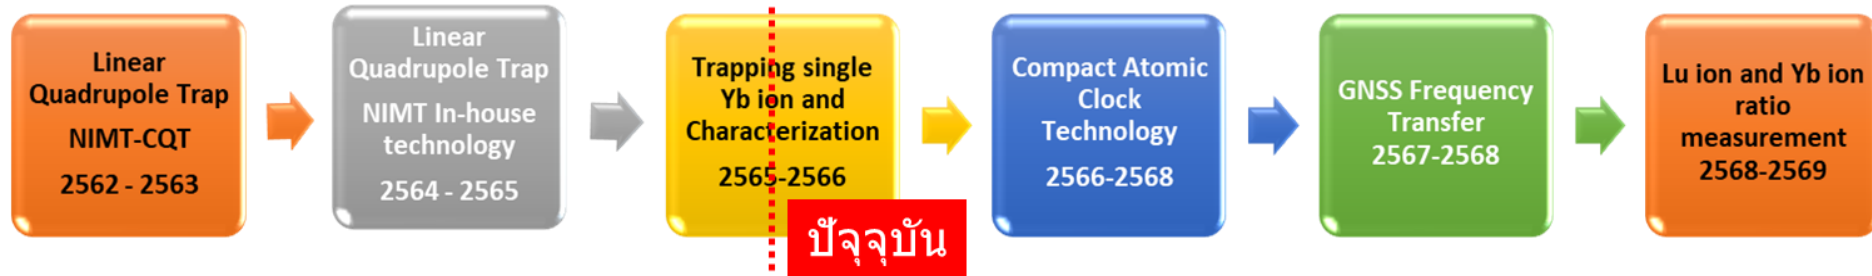 Linear
Quadrupole Trap
NIMT-CQT
2562 - 2563
Linear
Quadrupole Trap
NIMT In-house
technology
2564 - 2565
Trapping single
Yb ion and
Characterization
2565-2566
ปัจจุบัน
Compact Atomic
Clock
Technology
2566-2568
GNSS Frequency
Transfer
2567-2568
Lu ion and Yb ion
ratio
measurement
2568-2569